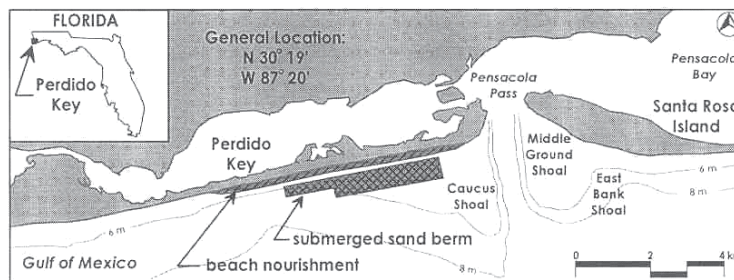 FLORIDA
Perdido
Key
General Location:
N 30° 19'
W 87° 20'
Pensacola
Pass
Pensacola
Bay
Santa Rosa
Island
Perdido
Key
Middle
Ground
Shoal
Caucus
Shoal
East
Bank
Shoal
6 m
8 m
6 m
submerged sand berm
Gulf of Mexico
beach nourishment
8 m
0
2
4 k